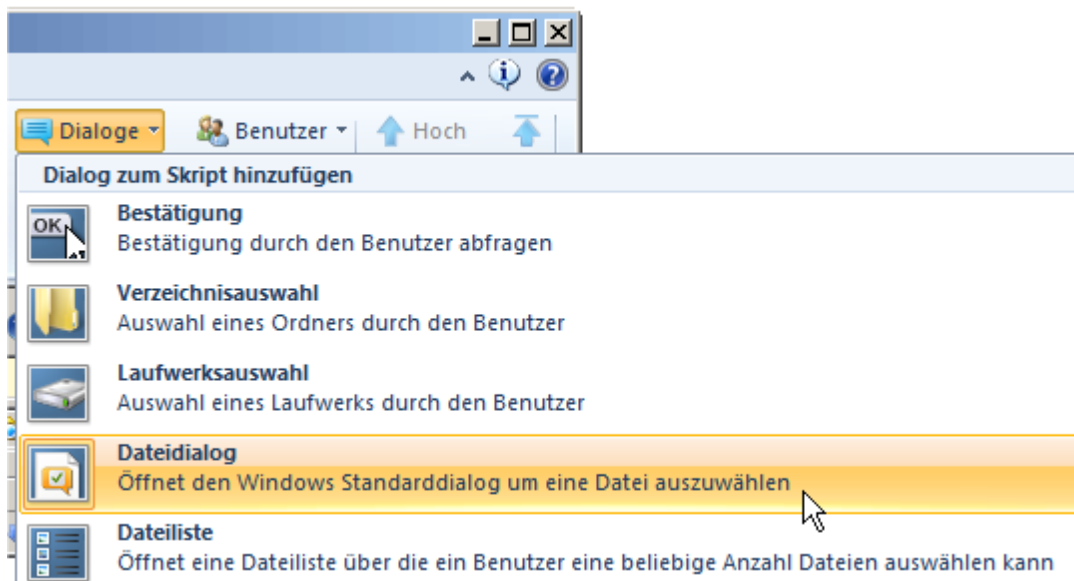 Dialoge Benutzer Hoch
Dialog zum Skript hinzufügen
OK
Bestätigung
Bestätigung durch den Benutzer abfragen
Verzeichnisauswahl
Auswahl eines Ordners durch den Benutzer
Laufwerksauswahl
Auswahl eines Laufwerks durch den Benutzer
Dateidialog
Öffnet den Windows Standarddialog um eine Datei auszuwählen
Dateiliste
Öffnet eine Dateiliste über die ein Benutzer eine beliebige Anzahl Dateien auswählen kann